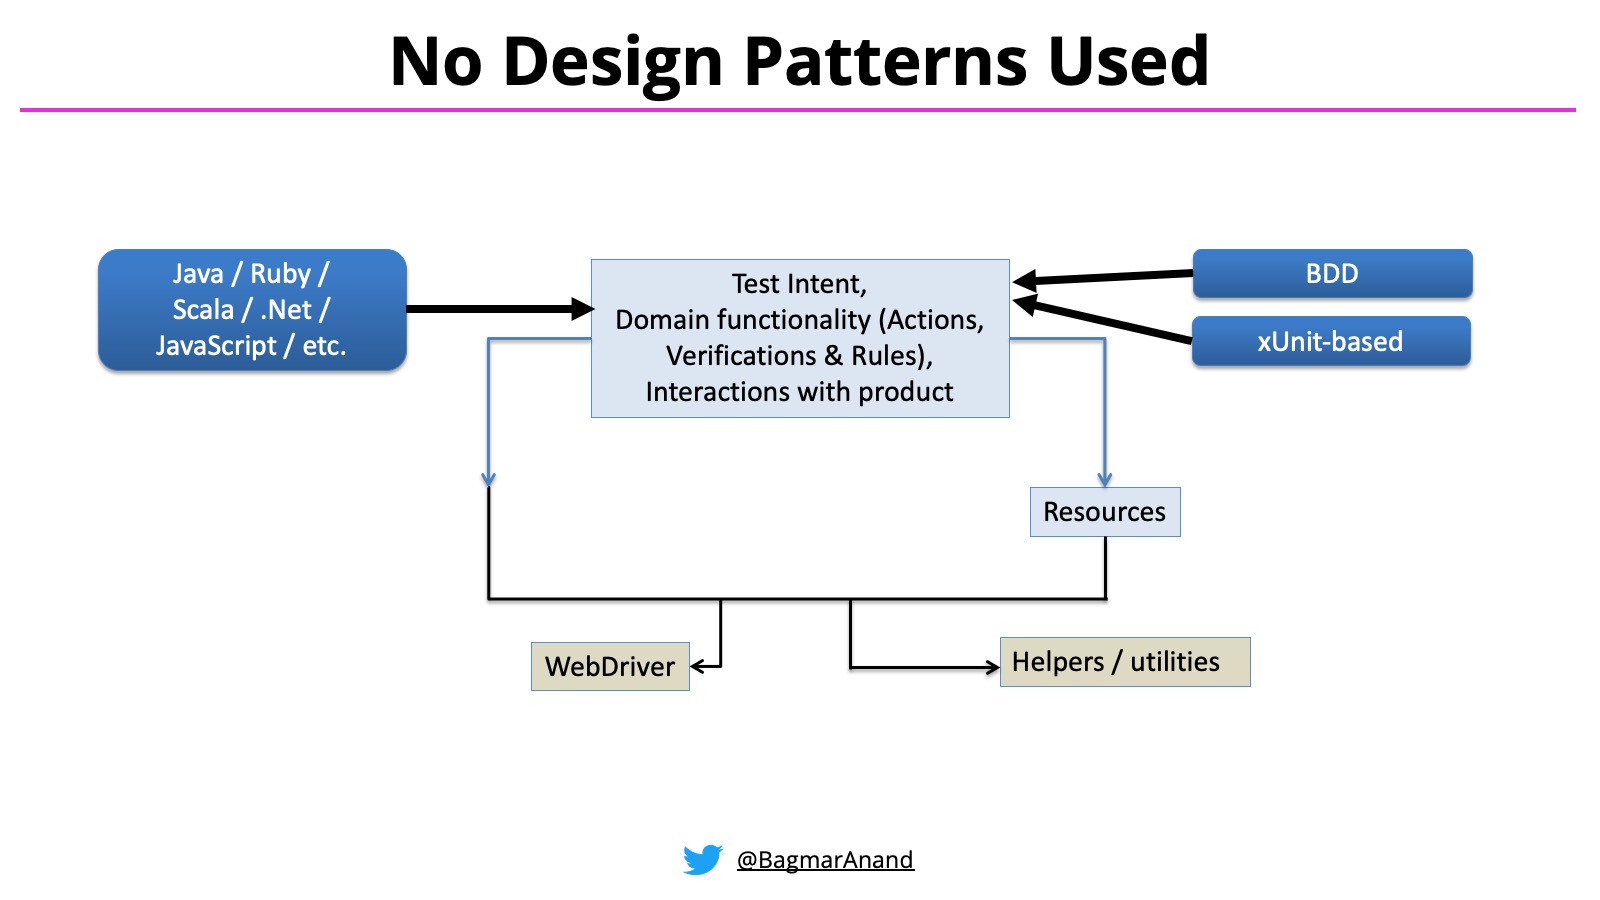 No Design Patterns Used
Java / Ruby /
Scala / .Net /
JavaScript / etc.
Test Intent,
Domain functionality (Actions,
Verifications & Rules),
Interactions with product
BDD
xUnit-based
Resources
WebDriver
Helpers / utilities
@BagmarAnand